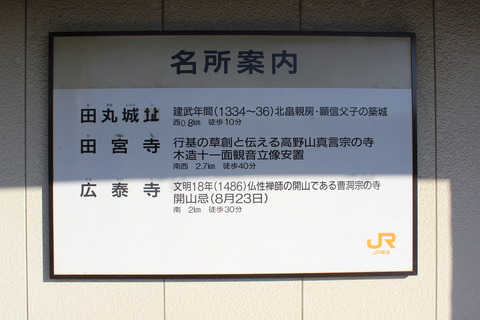 名所案内
田丸城址 建武年間(1334～36)北畠親房･顕信父子の築城
西0.8㎞ 徒歩10分
田宮寺 行基の草創と伝える高野山真言宗の寺
木造十一面観音立像安置
南西 2.7㎞ 徒歩40分
広泰寺 文明18年(1486)仏性禅師の開山である曹洞宗の寺
開山忌(8月23日)
南 2㎞ 徒歩30分
JR
JR東海